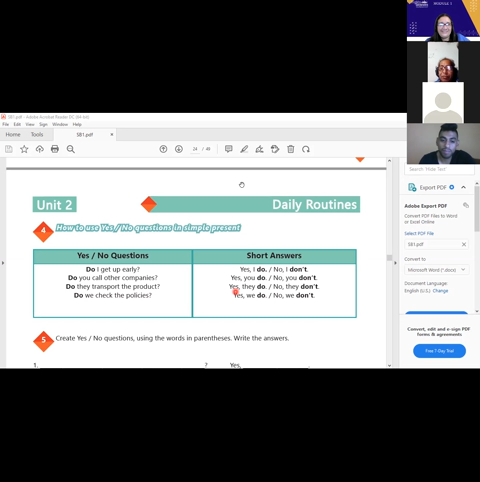 MODULE 1
SB1.pdf - Adobe Acrobat Reader DC (64-bit)
File Edit View Sign Window Help
Home Tools SB1.pdf ×
24 / 49
Unit 2 Daily Routines
4 How to use Yes / No questions in simple present
Yes / No Questions Short Answers
Do I get up early? Yes, I do. / No, I don't.
Do you call other companies? Yes, you do. / No, you don't.
Do they transport the product? Yes, they do. / No, they don't.
Do we check the policies? Yes, we do. / No, we don't.
5 Create Yes / No questions, using the words in parentheses. Write the answers.
1. ? Yes, .
Search 'Hide Text'
Export PDF
Adobe Export PDF
Convert PDF Files to Word
or Excel Online
Select PDF File
SB1.pdf ×
Convert to
Microsoft Word (*.docx)
Document Language:
English (U.S.) Change
Convert, edit and e-sign PDF
forms & agreements
Free 7-Day Trial